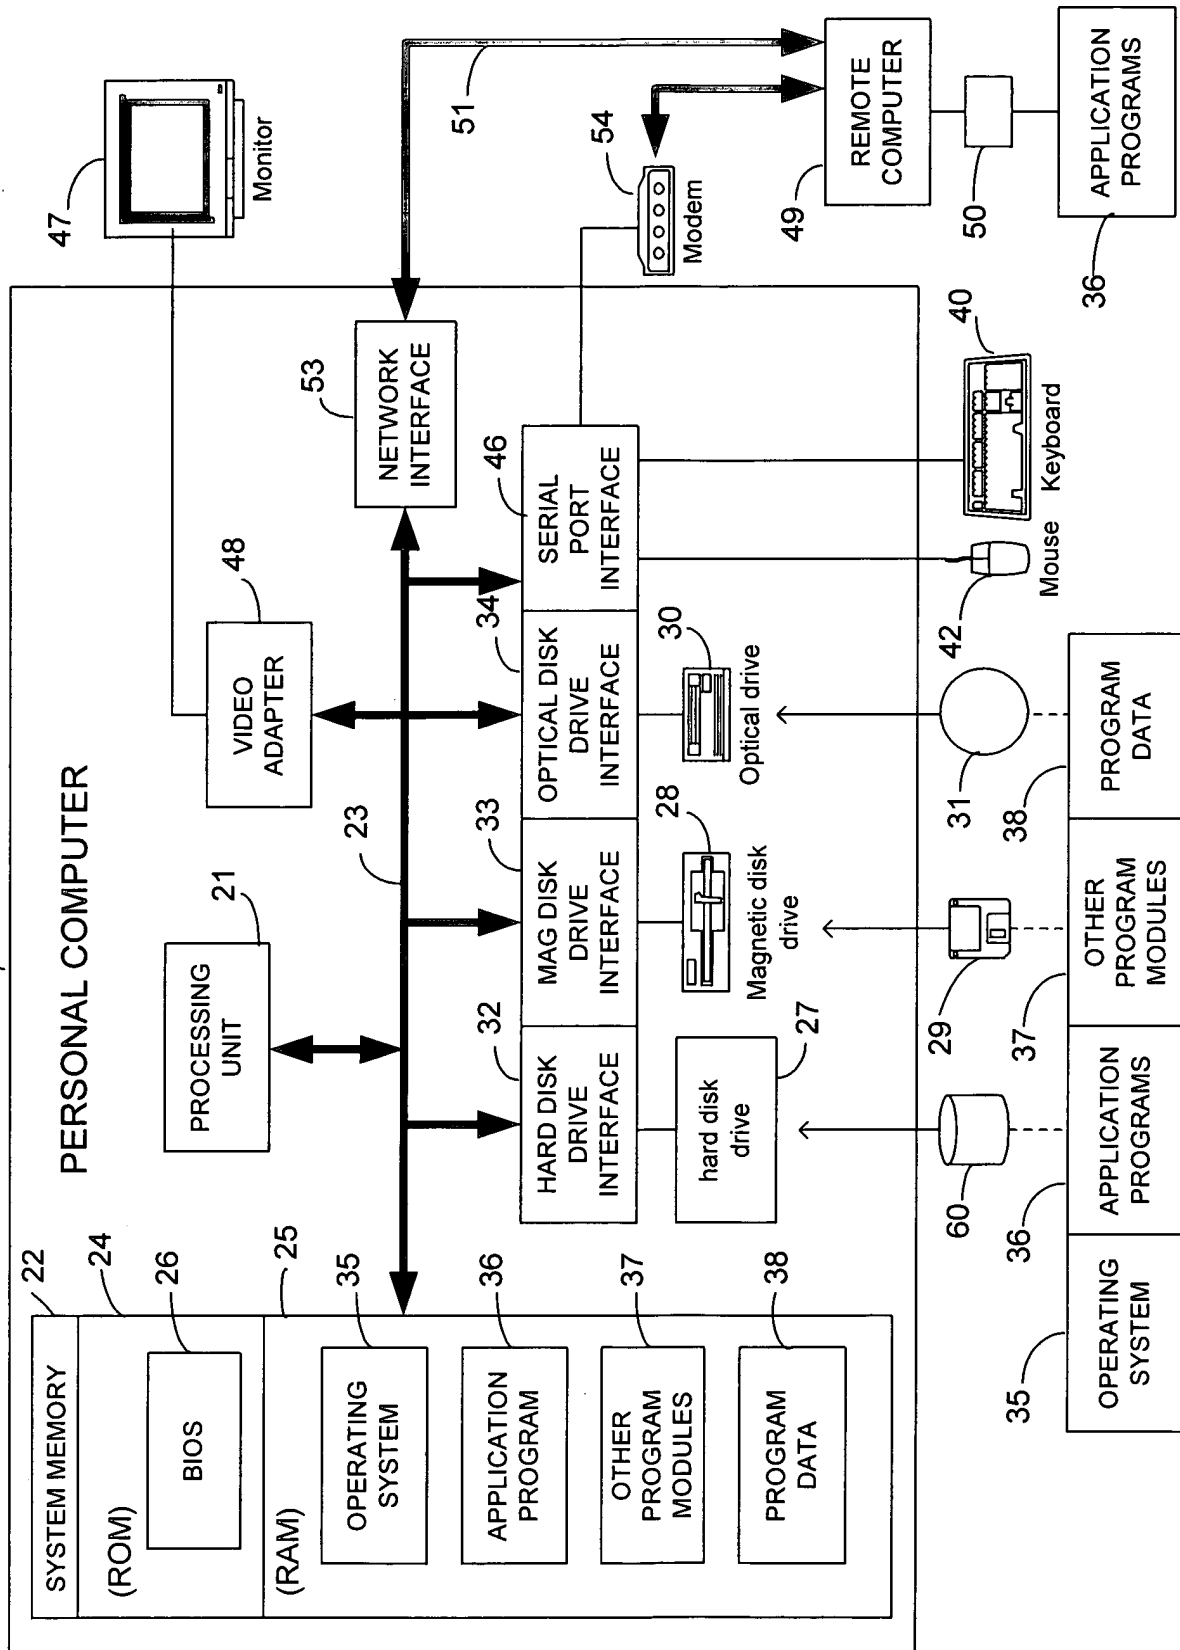 PERSONAL COMPUTER
SYSTEM MEMORY
22
(ROM)
24
BIOS
26
(RAM)
25
OPERATING
SYSTEM
35
APPLICATION
PROGRAM
36
OTHER
PROGRAM
MODULES
37
PROGRAM
DATA
38
PROCESSING
UNIT
21
23
VIDEO
ADAPTER
48
47
Monitor
NETWORK
INTERFACE
53
51
HARD DISK
DRIVE
INTERFACE
32
MAG DISK
DRIVE
INTERFACE
33
OPTICAL DISK
DRIVE
INTERFACE
34
SERIAL
PORT
INTERFACE
46
hard disk
drive
27
Magnetic disk
drive
28
Optical drive
30
Modem
54
60
29
31
42
Mouse
Keyboard
40
REMOTE
COMPUTER
49
50
APPLICATION
PROGRAMS
36
OPERATING
SYSTEM
35
APPLICATION
PROGRAMS
36
OTHER
PROGRAM
MODULES
37
PROGRAM
DATA
38